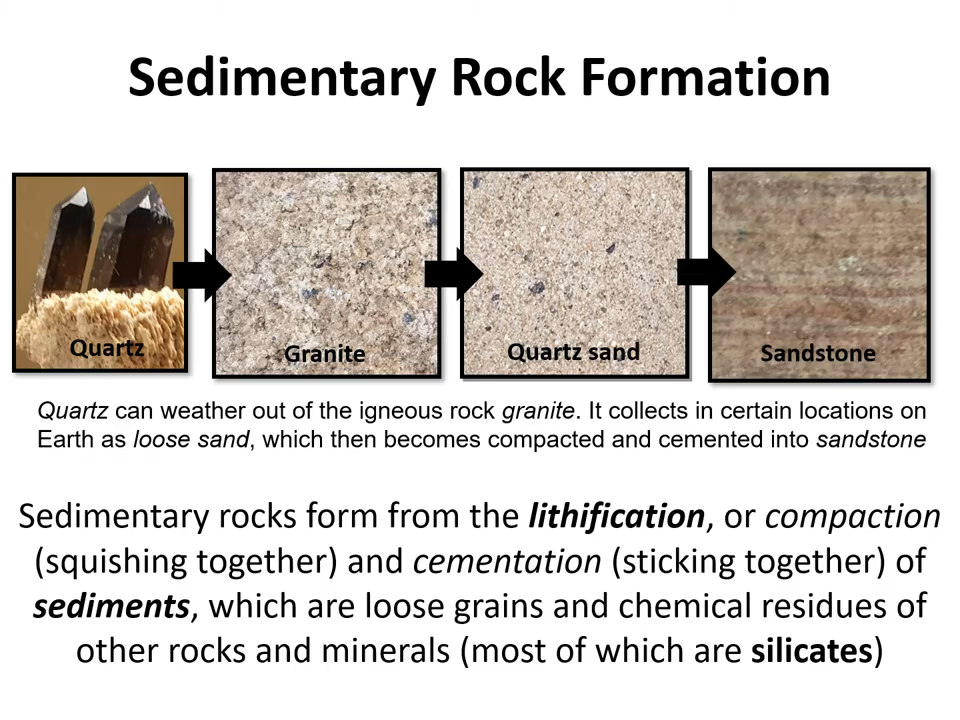 Sedimentary Rock Formation
Quartz
Granite
Quartz sand
Sandstone
Quartz can weather out of the igneous rock granite. It collects in certain locations on
Earth as loose sand, which then becomes compacted and cemented into sandstone
Sedimentary rocks form from the lithification, or compaction
(squishing together) and cementation (sticking together) of
sediments, which are loose grains and chemical residues of
other rocks and minerals (most of which are silicates)